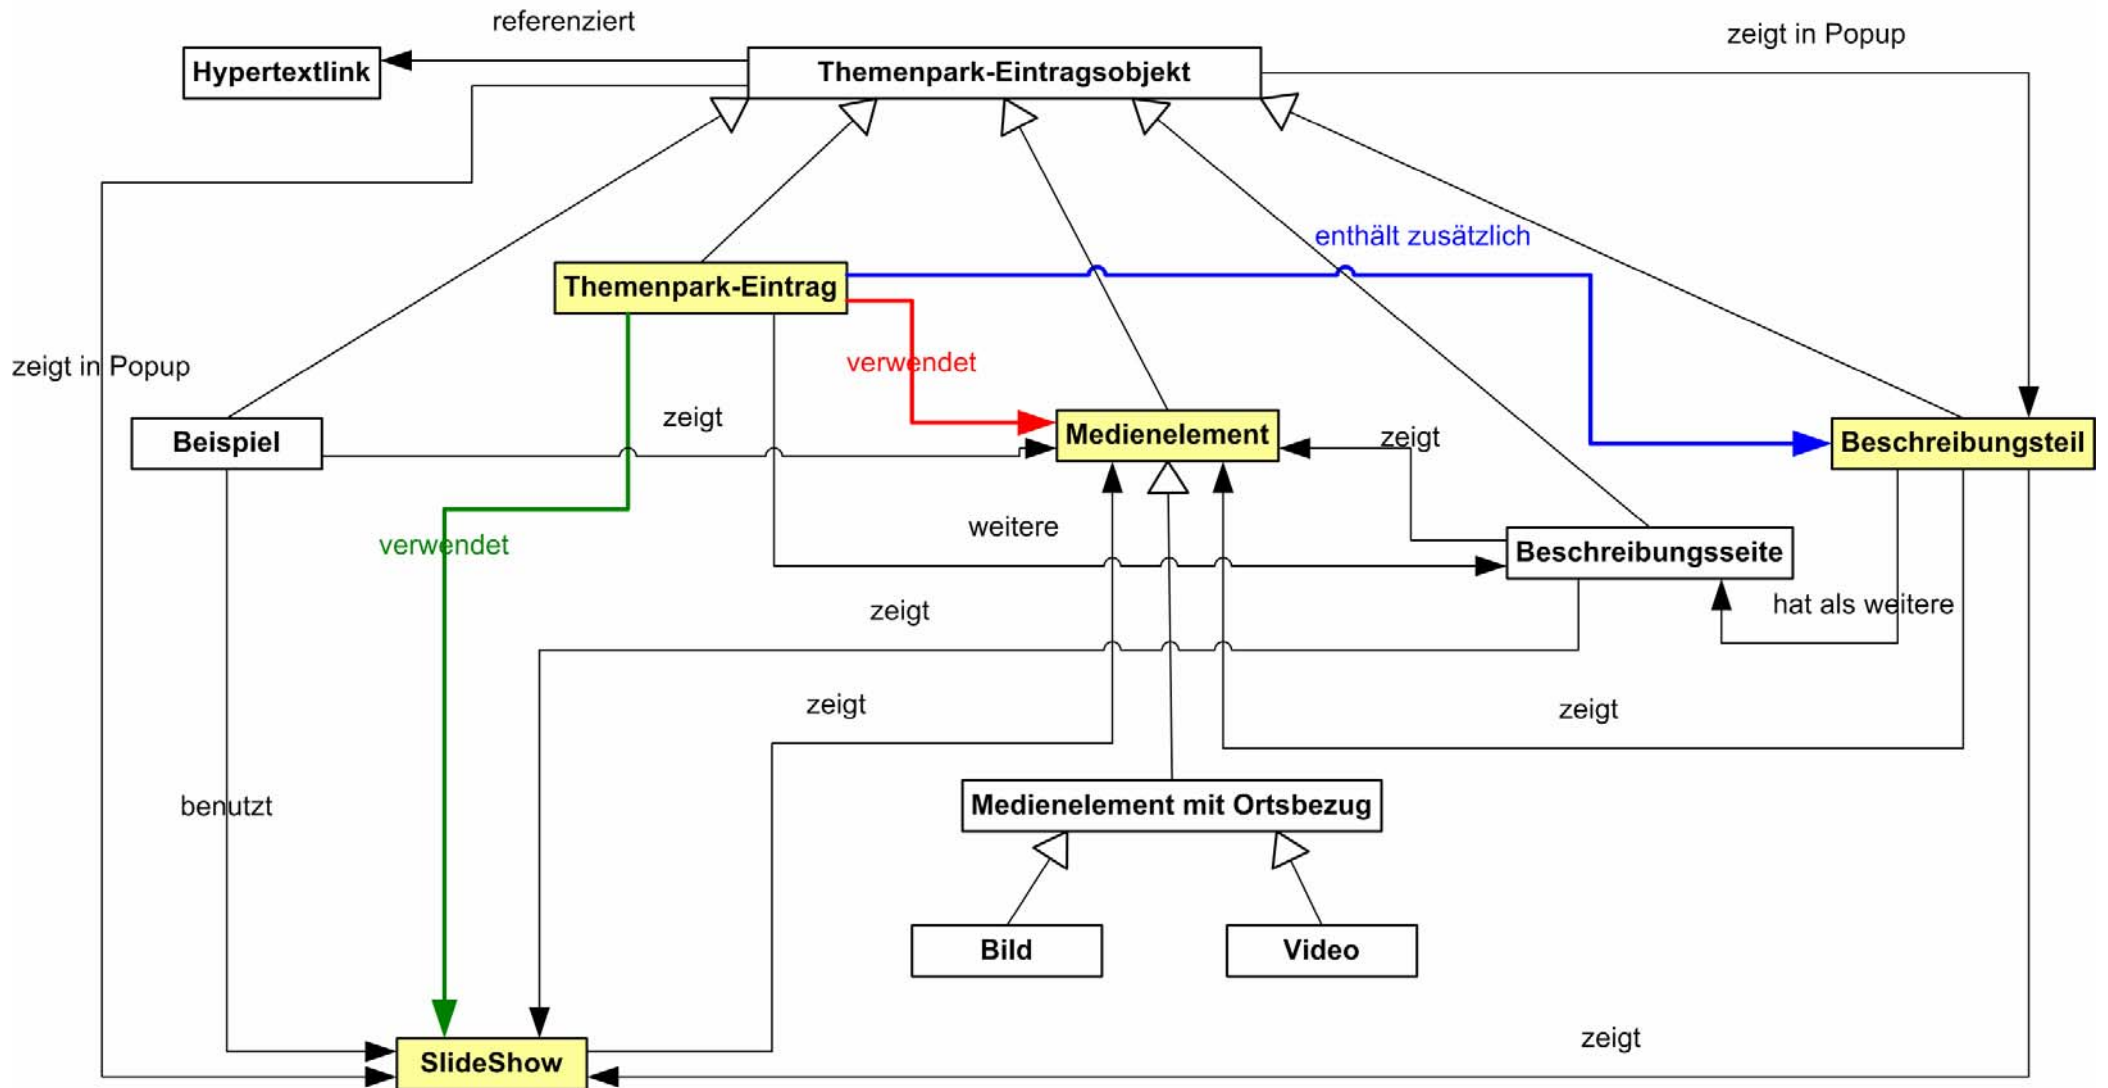 referenziert
zeigt in Popup
Hypertextlink
Themenpark-Eintragsobjekt
enthält zusätzlich
Themenpark-Eintrag
zeigt in Popup
verwendet
zeigt
Beispiel
Medienelement
zeigt
Beschreibungsteil
weitere
verwendet
Beschreibungsseite
zeigt
hat als weitere
zeigt
zeigt
benutzt
Medienelement mit Ortsbezug
Bild
Video
zeigt
SlideShow